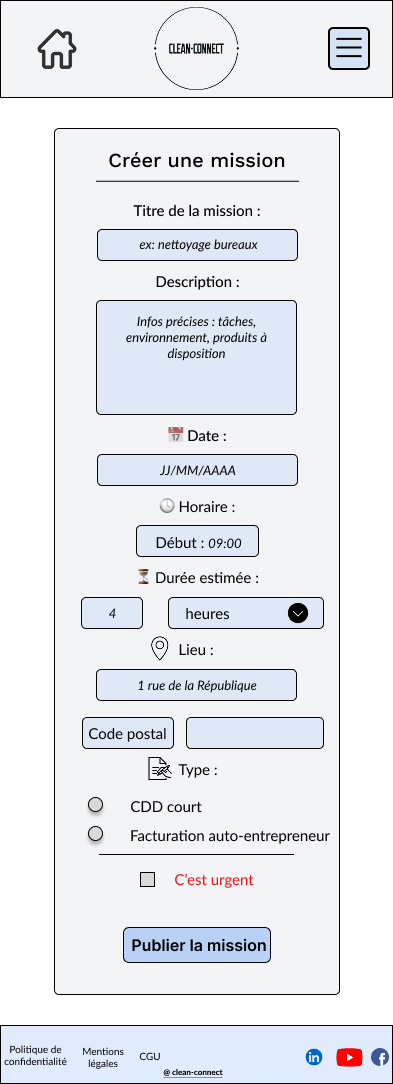 CLEAN-CONNECT
Créer une mission
Titre de la mission :
ex: nettoyage bureaux
Description :
Infos précises : tâches,
environnement, produits à
disposition
Date :
JJ/MM/AAAA
Horaire :
Début : 09:00
Durée estimée :
4 heures
Lieu :
1 rue de la République
Code postal
Type :
CDD court
Facturation auto-entrepreneur
C'est urgent
Publier la mission
Politique de
confidentialité
Mentions
légales
CGU
@ clean-connect